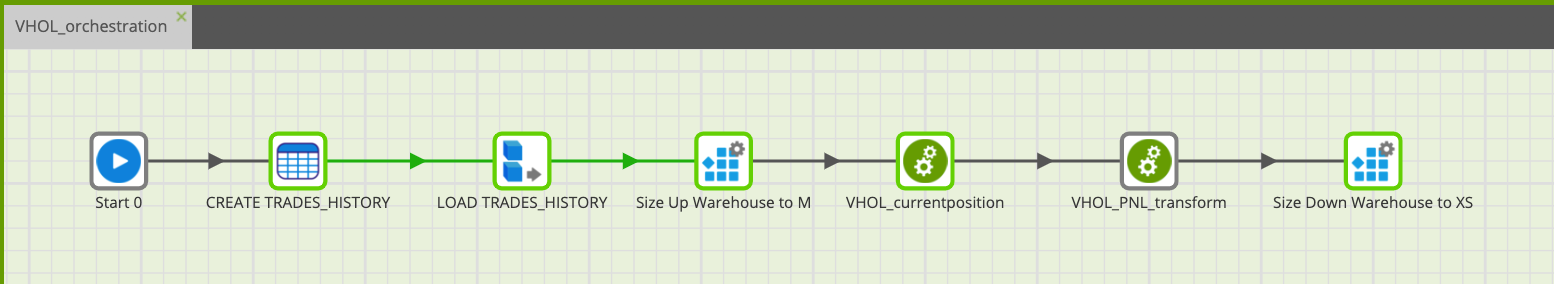 VHOL_orchestration
Start 0
CREATE TRADES_HISTORY
LOAD TRADES_HISTORY
Size Up Warehouse to M
VHOL_currentposition
VHOL_PNL_transform
Size Down Warehouse to XS